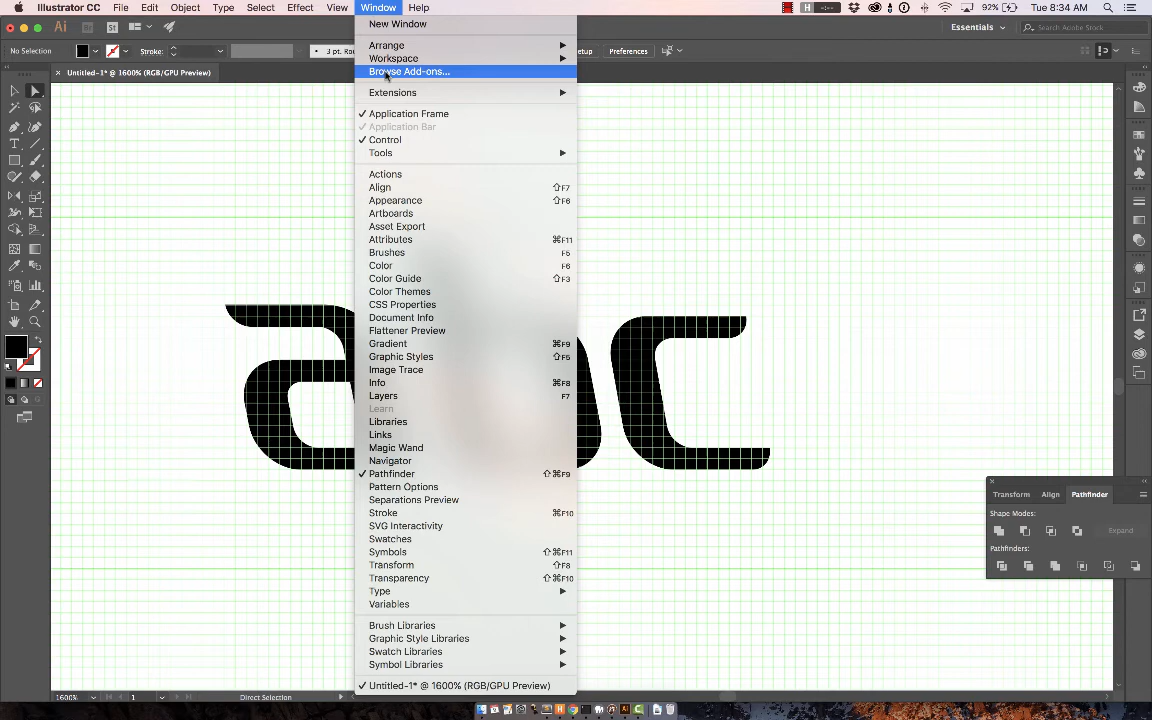 Illustrator CC File Edit Object Type Select Effect View Window Help 92% Tue 8:34 AM
Ai Br St Essentials Search Adobe Stock
No Selection Stroke: 3 pt. Preferences
× Untitled-1* @ 1600% (RGB/GPU Preview)
New Window
Arrange
Workspace
Browse Add-ons...
Extensions
Application Frame
Application Bar
Control
Tools
Actions
Align ⇧F7
Appearance ⇧F6
Artboards
Asset Export
Attributes ⌘F11
Brushes F5
Color F6
Color Guide ⇧F3
Color Themes
CSS Properties
Document Info
Flattener Preview
Gradient ⌘F9
Graphic Styles ⇧F5
Image Trace
Info ⌘F8
Layers F7
Learn
Libraries
Links
Magic Wand
Navigator
Pathfinder ⇧⌘F9
Pattern Options
Separations Preview
Stroke ⌘F10
SVG Interactivity
Swatches
Symbols ⇧⌘F11
Transform ⇧F8
Transparency ⇧⌘F10
Type
Variables
Brush Libraries
Graphic Style Libraries
Swatch Libraries
Symbol Libraries
Untitled-1* @ 1600% (RGB/GPU Preview)
a c
Transform Align Pathfinder
Shape Modes:
Expand
Pathfinders:
1600% 1 Direct Selection